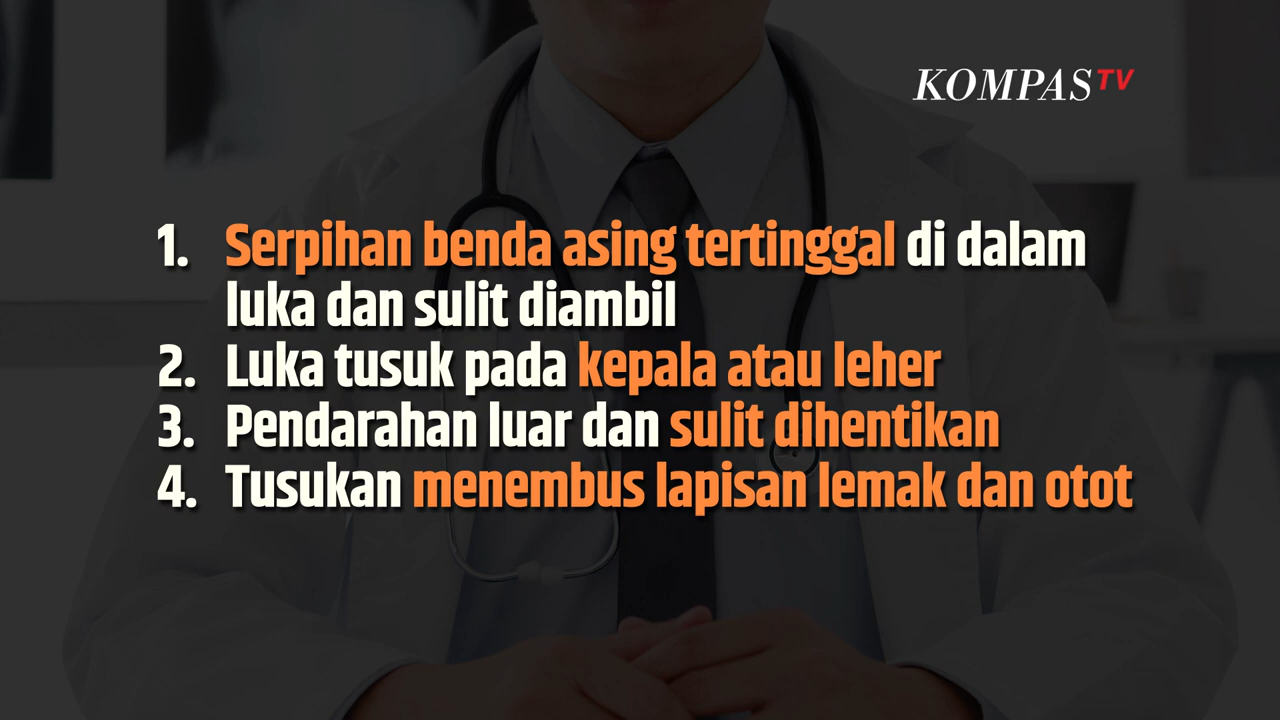 KOMPAS TV
1. Serpihan benda asing tertinggal di dalam
luka dan sulit diambil
2. Luka tusuk pada kepala atau leher
3. Pendarahan luar dan sulit dihentikan
4. Tusukan menembus lapisan lemak dan otot